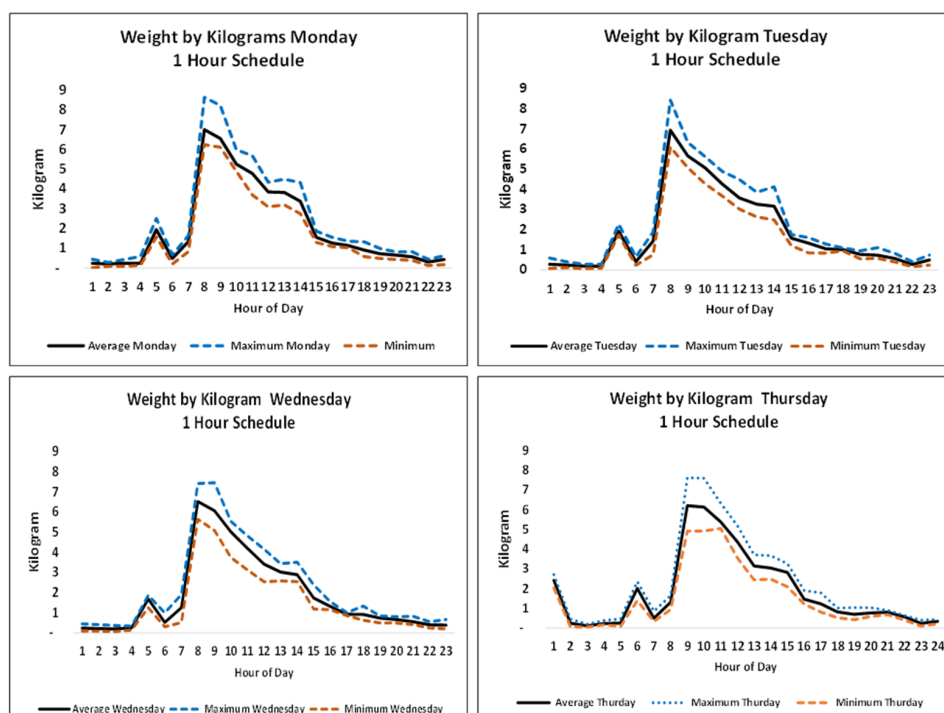 Weight by Kilograms Monday
1 Hour Schedule
9
8
7
6
5
4
3
2
1
-
Kilogram
1 2 3 4 5 6 7 8 9 10 11 12 13 14 15 16 17 18 19 20 21 22 23
Hour of Day
Average Monday Maximum Monday Minimum
Weight by Kilogram Tuesday
1 Hour Schedule
9
8
7
6
5
4
3
2
1
0
Kilogram
1 2 3 4 5 6 7 8 9 10 11 12 13 14 15 16 17 18 19 20 21 22 23
Hour of Day
Average Tuesday Maximum Tuesday Minimum Tuesday
Weight by Kilogram Wednesday
1 Hour Schedule
9
8
7
6
5
4
3
2
1
-
Kilogram
1 2 3 4 5 6 7 8 9 10 11 12 13 14 15 16 17 18 19 20 21 22 23
Hour of Day
Average Wednesday Maximum Wednesday Minimum Wednesday
Weight by Kilogram Thursday
1 Hour Schedule
9
8
7
6
5
4
3
2
1
-
Kilogram
1 2 3 4 5 6 7 8 9 10 11 12 13 14 15 16 17 18 19 20 21 22 23 24
Hour of Day
Average Thurday Maximum Thurday Minimum Thurday